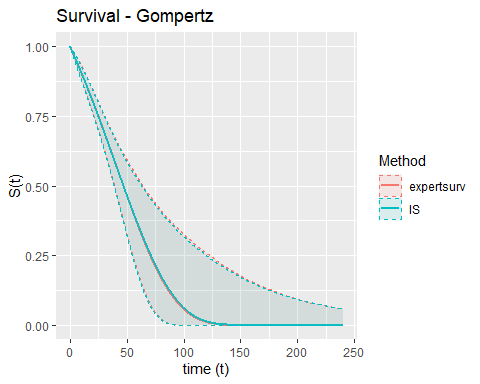 Survival - Gompertz
1.00
0.75
0.50
0.25
0.00
S(t)
0
50
100
150
200
250
time (t)
Method
expertsurv
IS